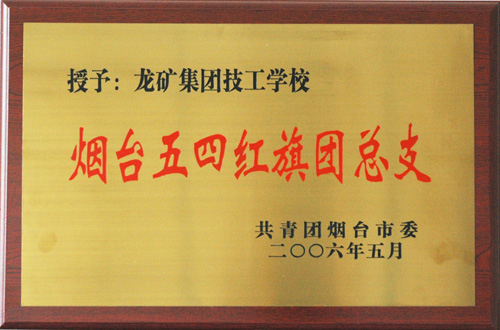 授予：龙矿集团技工学校
烟台五四红旗团总支
共青团烟台市委
二〇〇六年五月